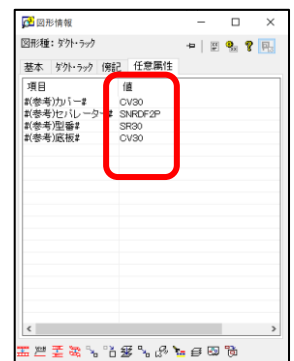 図形情報
図形種: ダクト・ラック
基本 ダクト・ラック 傍記 任意属性
項目 値
#(参考)カバー# CV30
#(参考)セパレーター# SNRDF2P
#(参考)型番# SR30
#(参考)底板# CV30